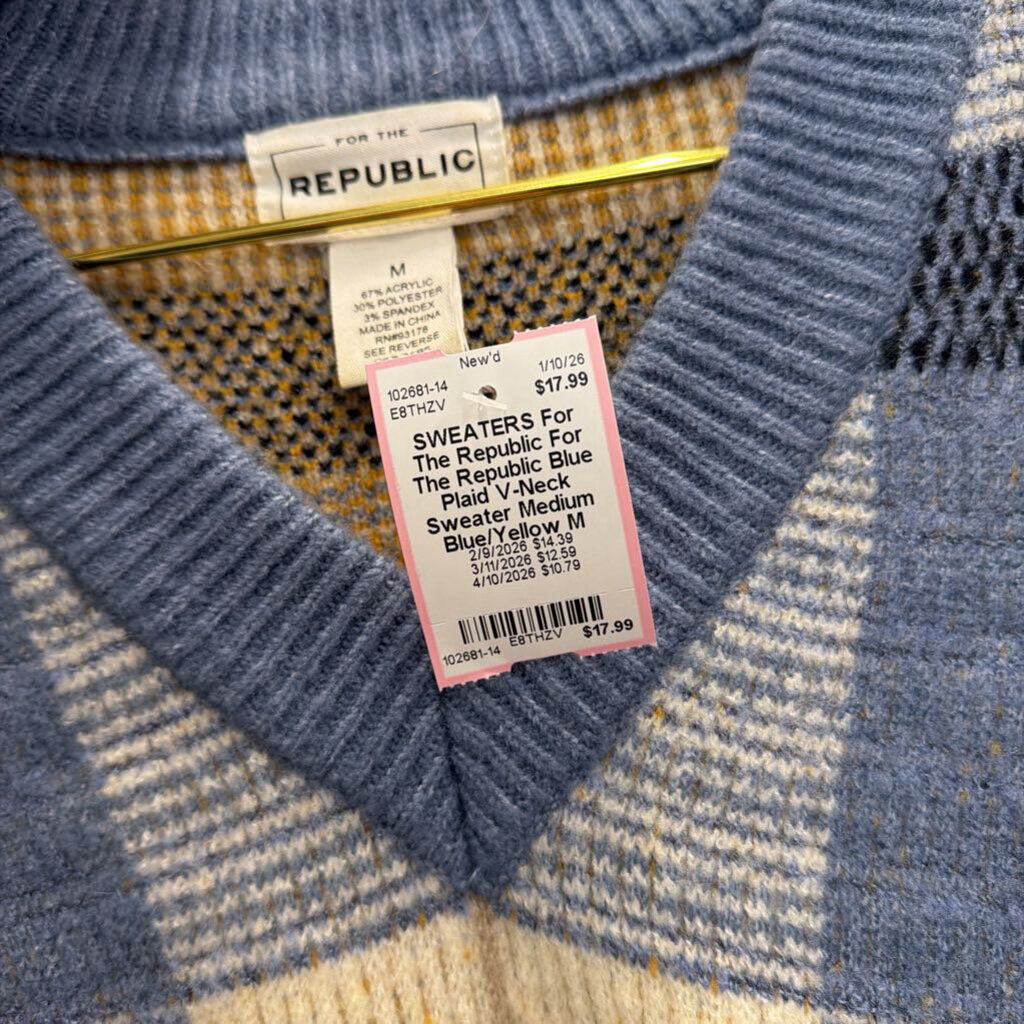 FOR THE
REPUBLIC
M
67% ACRYLIC
30% POLYESTER
3% SPANDEX
MADE IN CHINA
RN#93178
SEE REVERSE
New'd
102681-14 1/10/26
E8THZV $17.99
SWEATERS For
The Republic For
The Republic Blue
Plaid V-Neck
Sweater Medium
Blue/Yellow M
2/9/2026 $14.39
3/11/2026 $12.59
4/10/2026 $10.79
102681-14 E8THZV $17.99